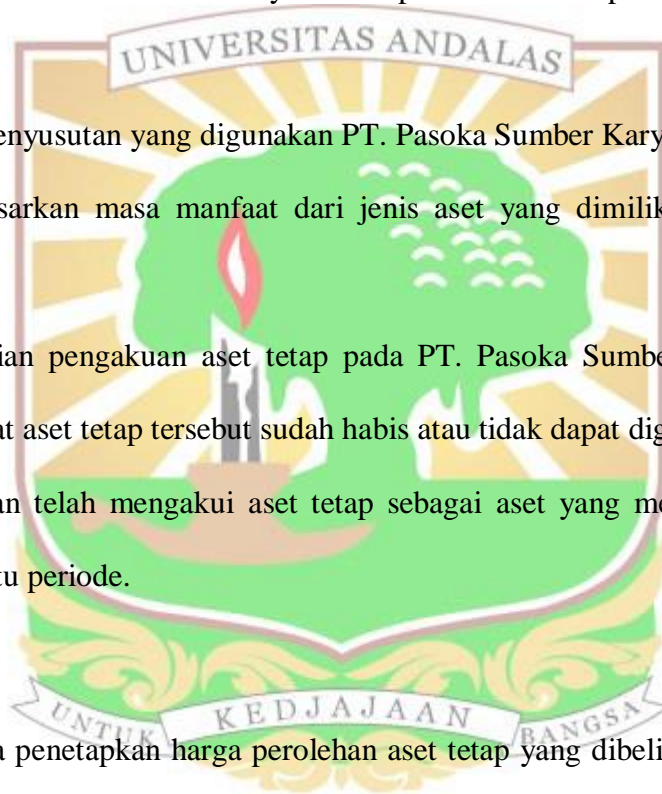 UNIVERSITAS ANDALAS
enyusutan yang digunakan PT. Pasoka Sumber Kary
sarkan masa manfaat dari jenis aset yang dimilik
ian pengakuan aset tetap pada PT. Pasoka Sumbe
at aset tetap tersebut sudah habis atau tidak dapat dig
an telah mengakui aset tetap sebagai aset yang me
tu periode.
UNTUK KEDJAJAAN BANGSA
a penetapkan harga perolehan aset tetap yang dibeli